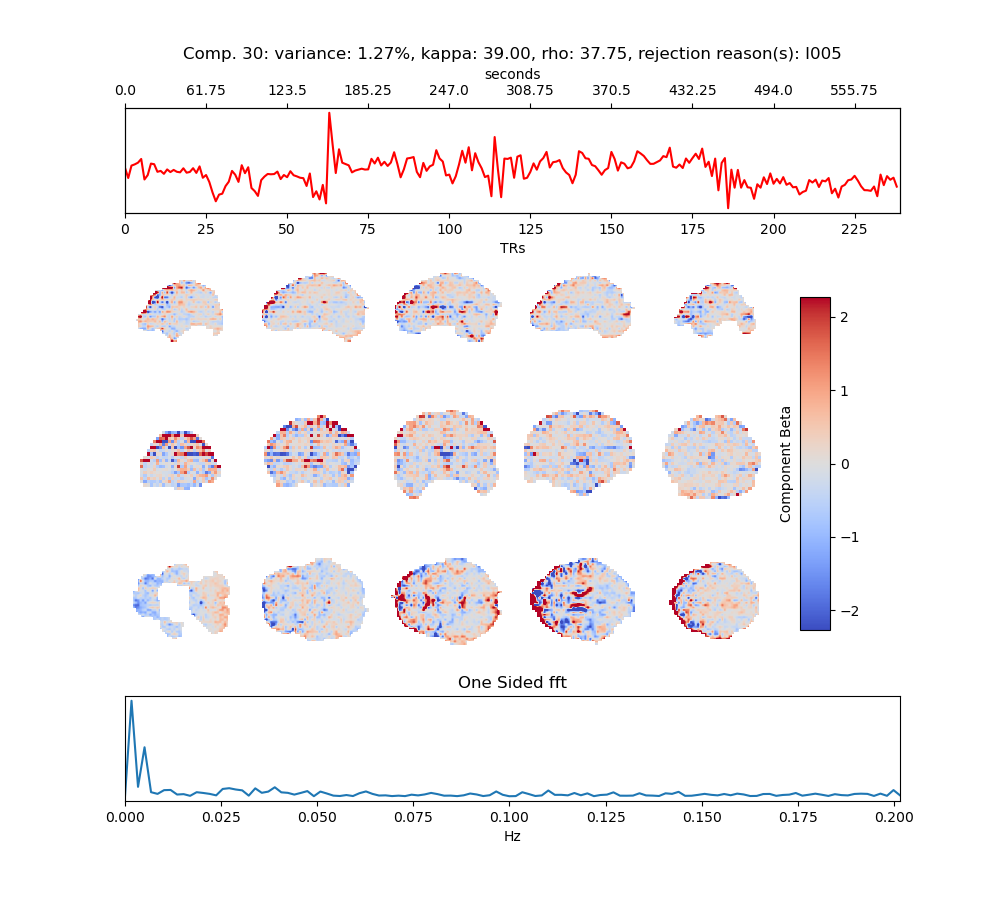 Comp. 30: variance: 1.27%, kappa: 39.00, rho: 37.75, rejection reason(s): I005
seconds
0.0 61.75 123.5 185.25 247.0 308.75 370.5 432.25 494.0 555.75
0 25 50 75 100 125 150 175 200 225
TRs
2
1
0
−1
−2
Component Beta
One Sided fft
0.000 0.025 0.050 0.075 0.100 0.125 0.150 0.175 0.200
Hz